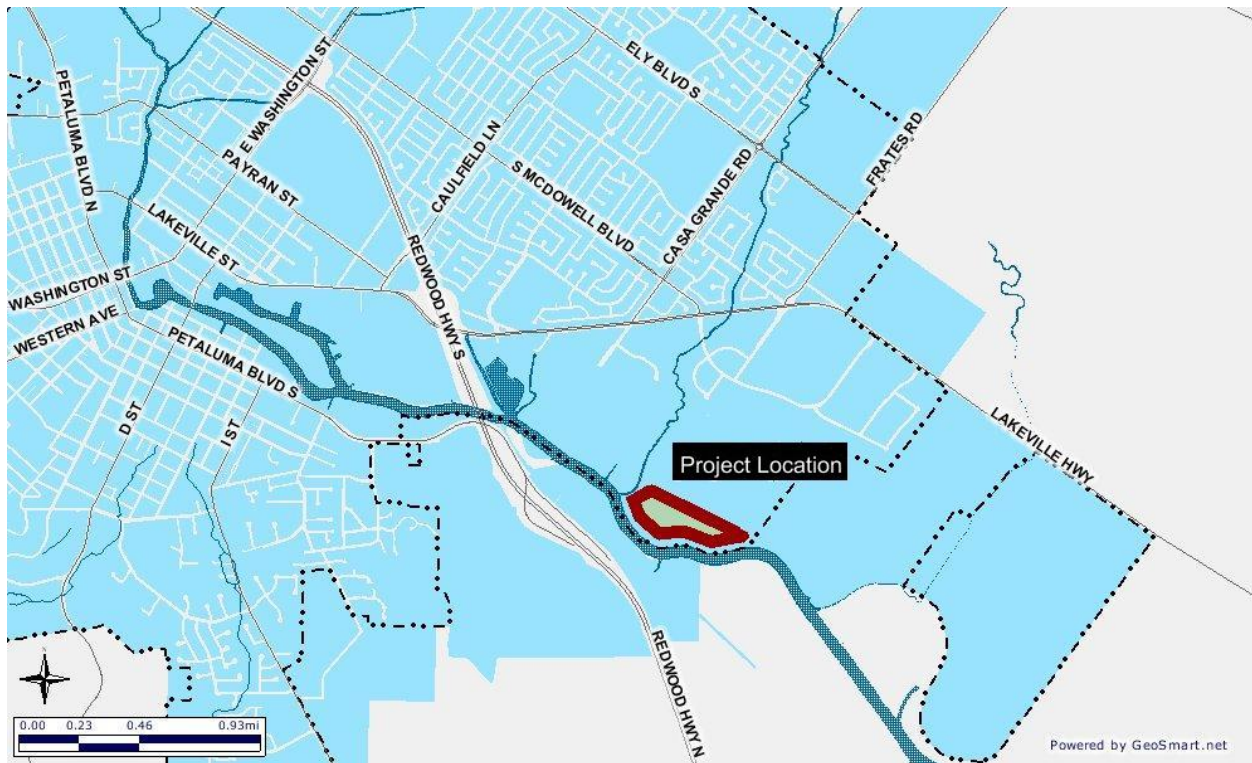 ELY BLVD S
PETALUMA BLVD N
E WASHINGTON ST
PAYRAN ST
CAULFIELD LN
S MCDOWELL BLVD
CASA GRANDE RD
FRATES RD
LAKEVILLE ST
REDWOOD HWY S
WASHINGTON ST
WESTERN AVE
PETALUMA BLVD S
D ST
I ST
LAKEVILLE HWY
Project Location
REDWOOD HWY N
0.00 0.23 0.46 0.93mi
Powered by GeoSmart.net